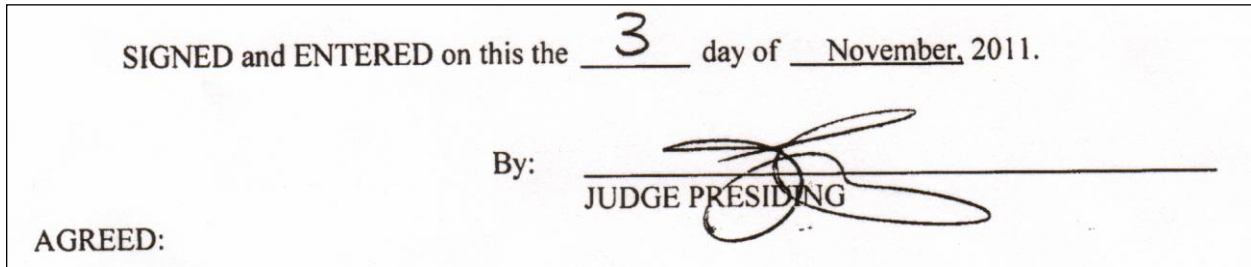 SIGNED and ENTERED on this the 3 day of November, 2011.
By:
JUDGE PRESIDING
AGREED: